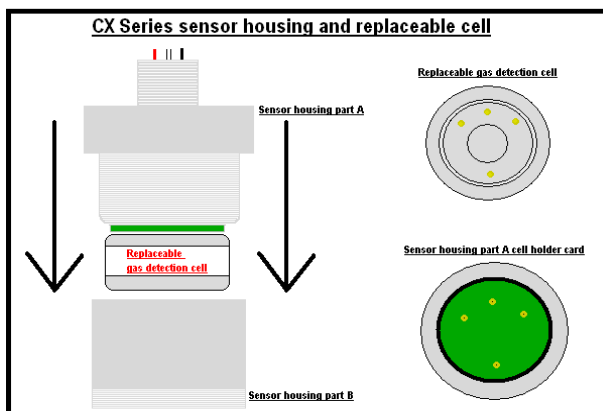 CX Series sensor housing and replaceable cell
Replaceable gas detection cell
Sensor housing part A
Replaceable
gas detection cell
Sensor housing part A cell holder card
Sensor housing part B